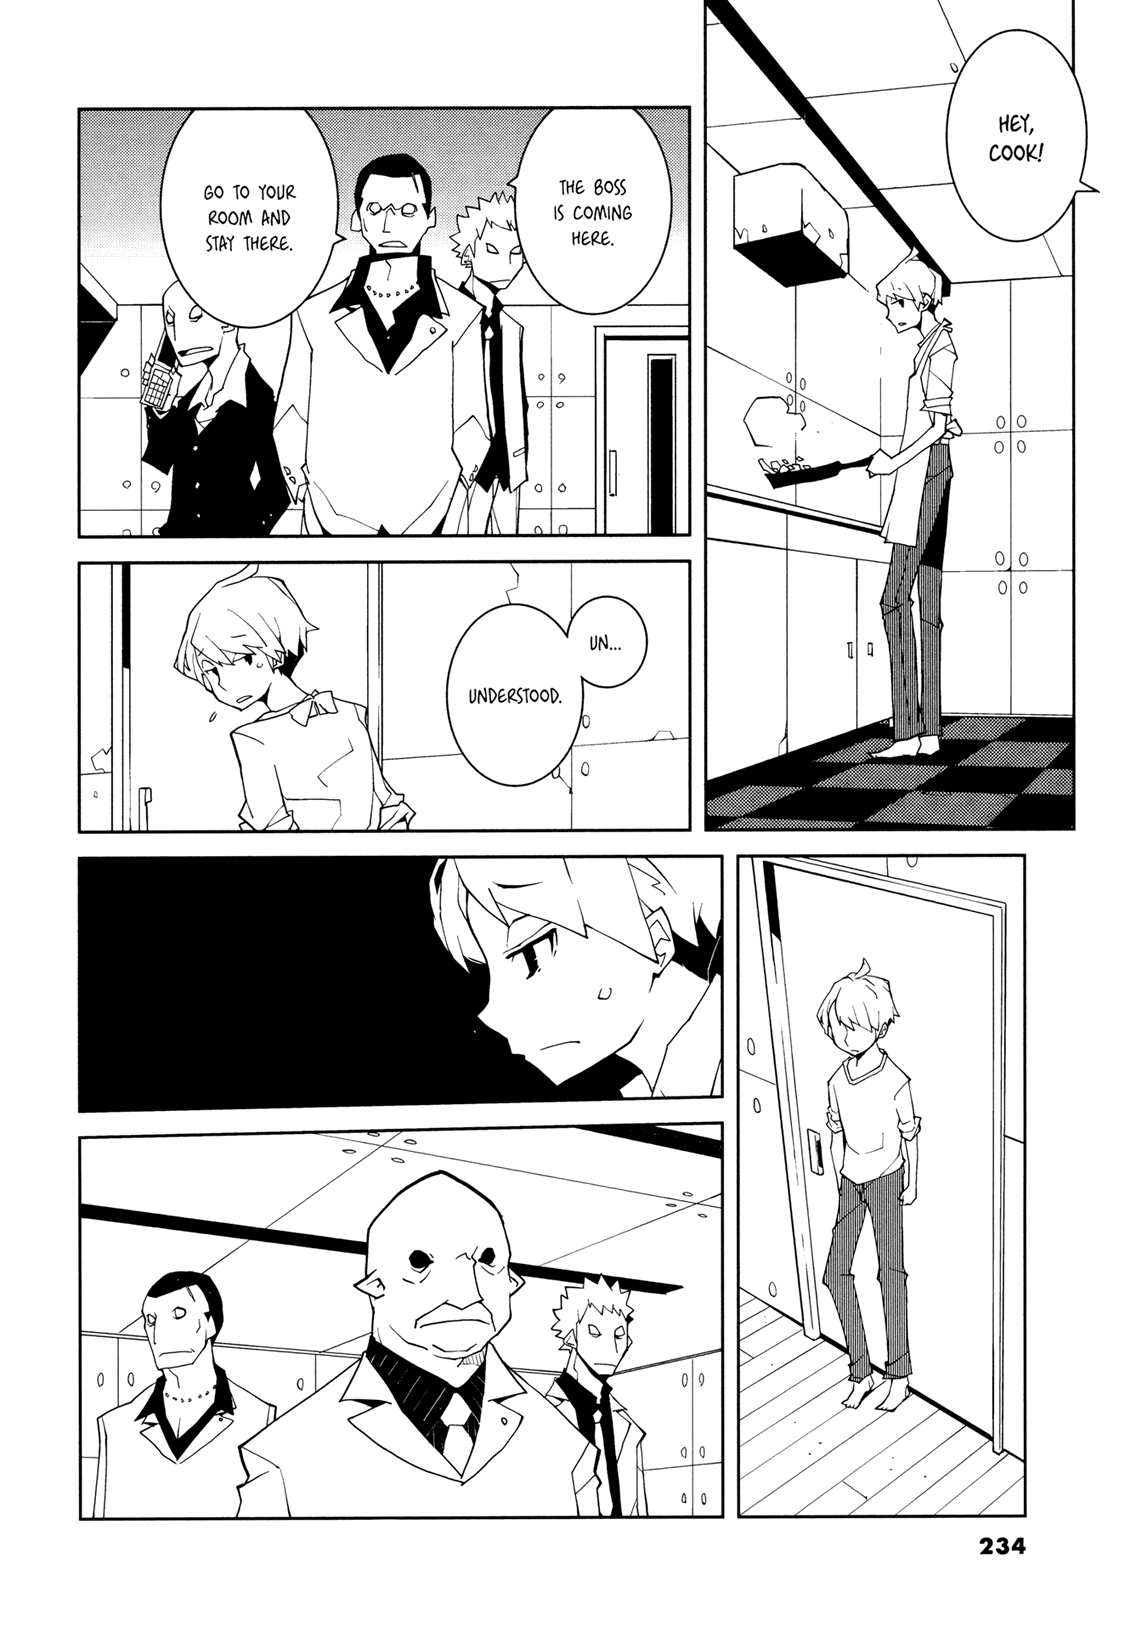 HEY,
COOK!
THE BOSS
IS COMING
HERE.
GO TO YOUR
ROOM AND
STAY THERE.
UN...
UNDERSTOOD.
234